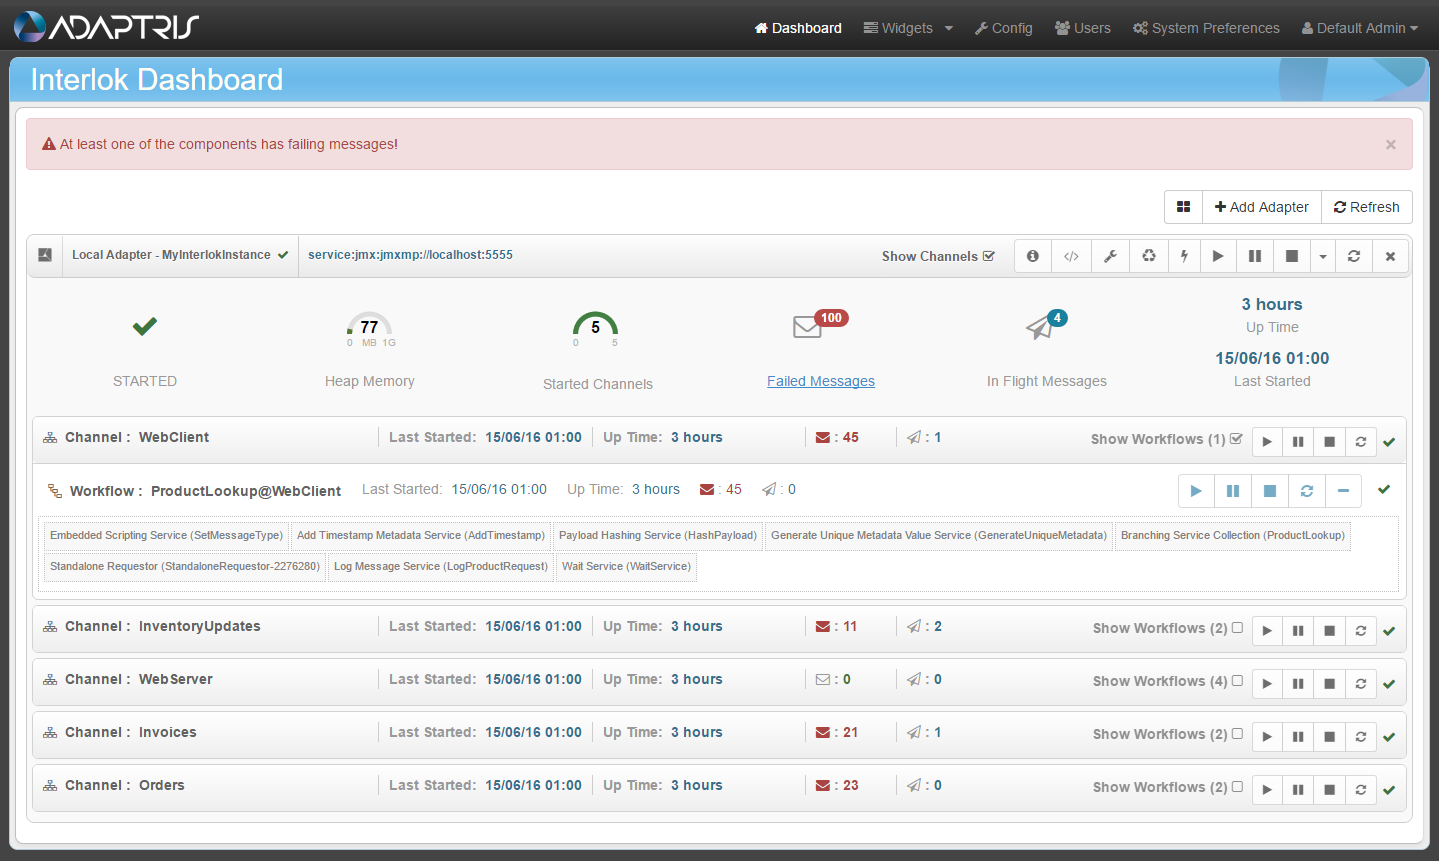 ADAPTRIS Dashboard Widgets Config Users System Preferences Default Admin
Interlok Dashboard
At least one of the components has failing messages! ×
Add Adapter Refresh
Local Adapter - MyInterlokInstance service:jmx:jmxmp://localhost:5555 Show Channels </>
77
0 MB 1G
5
0 5
100
4
3 hours
Up Time
15/06/16 01:00
Last Started
STARTED Heap Memory Started Channels Failed Messages In Flight Messages
Channel : WebClient Last Started: 15/06/16 01:00 Up Time: 3 hours : 45 : 1 Show Workflows (1)
Workflow : ProductLookup@WebClient Last Started: 15/06/16 01:00 Up Time: 3 hours : 45 : 0
Embedded Scripting Service (SetMessageType) Add Timestamp Metadata Service (AddTimestamp) Payload Hashing Service (HashPayload) Generate Unique Metadata Value Service (GenerateUniqueMetadata) Branching Service Collection (ProductLookup)
Standalone Requestor (StandaloneRequestor-2276280) Log Message Service (LogProductRequest) Wait Service (WaitService)
Channel : InventoryUpdates Last Started: 15/06/16 01:00 Up Time: 3 hours : 11 : 2 Show Workflows (2)
Channel : WebServer Last Started: 15/06/16 01:00 Up Time: 3 hours : 0 : 0 Show Workflows (4)
Channel : Invoices Last Started: 15/06/16 01:00 Up Time: 3 hours : 21 : 1 Show Workflows (2)
Channel : Orders Last Started: 15/06/16 01:00 Up Time: 3 hours : 23 : 0 Show Workflows (2)